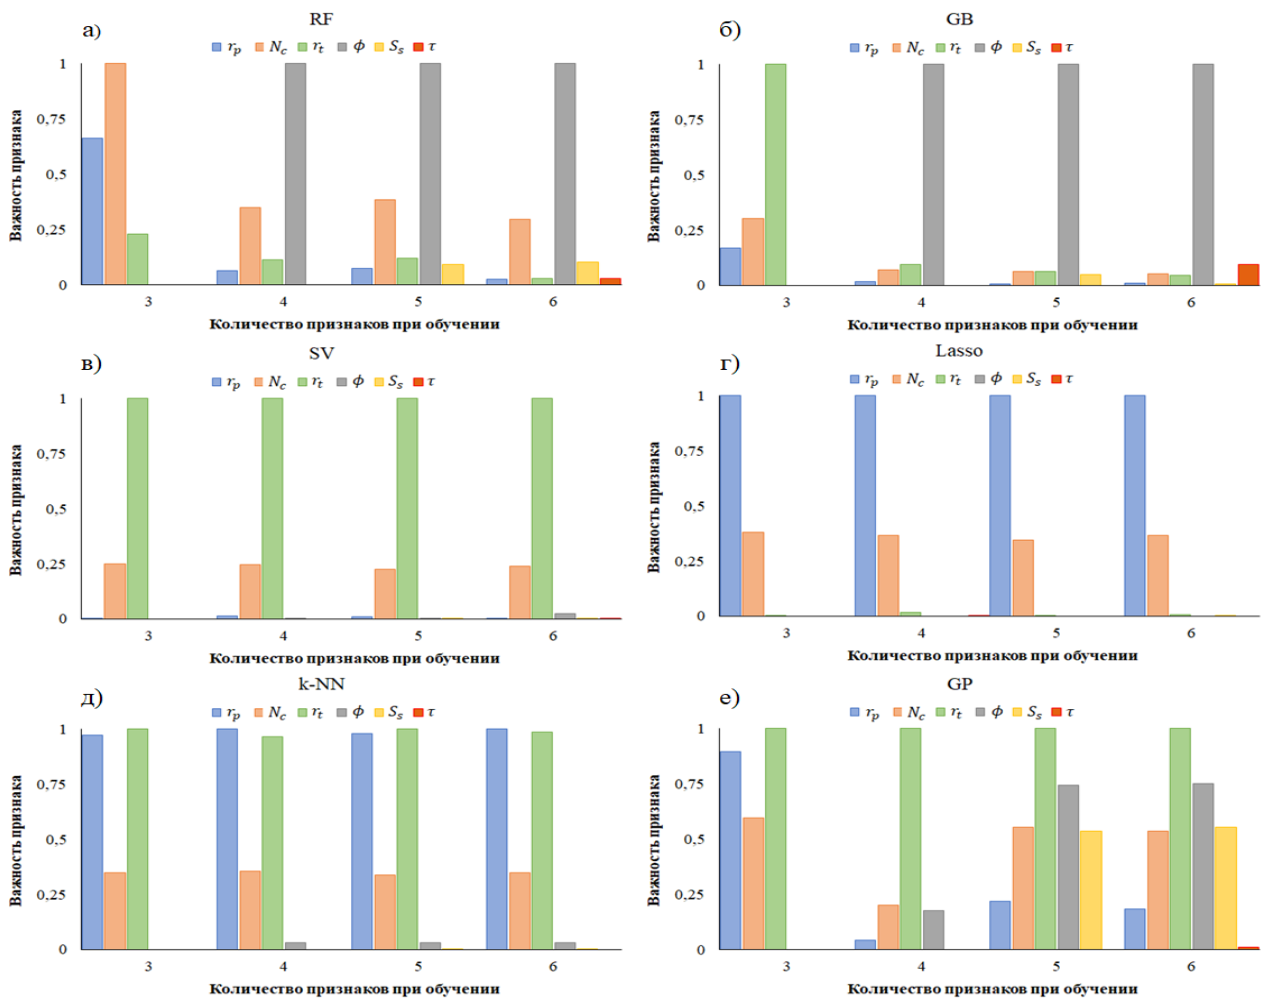 а)
RF
r_p N_c r_t ϕ S_s τ
Важность признака
1
0,75
0,5
0,25
0
3 4 5 6
Количество признаков при обучении
б)
GB
r_p N_c r_t ϕ S_s τ
Важность признака
1
0,75
0,5
0,25
0
3 4 5 6
Количество признаков при обучении
в)
SV
r_p N_c r_t ϕ S_s τ
Важность признака
1
0,75
0,5
0,25
0
3 4 5 6
Количество признаков при обучении
г)
Lasso
r_p N_c r_t ϕ S_s τ
Важность признака
1
0,75
0,5
0,25
0
3 4 5 6
Количество признаков при обучении
д)
k-NN
r_p N_c r_t ϕ S_s τ
Важность признака
1
0,75
0,5
0,25
0
3 4 5 6
Количество признаков при обучении
е)
GP
r_p N_c r_t ϕ S_s τ
Важность признака
1
0,75
0,5
0,25
0
3 4 5 6
Количество признаков при обучении